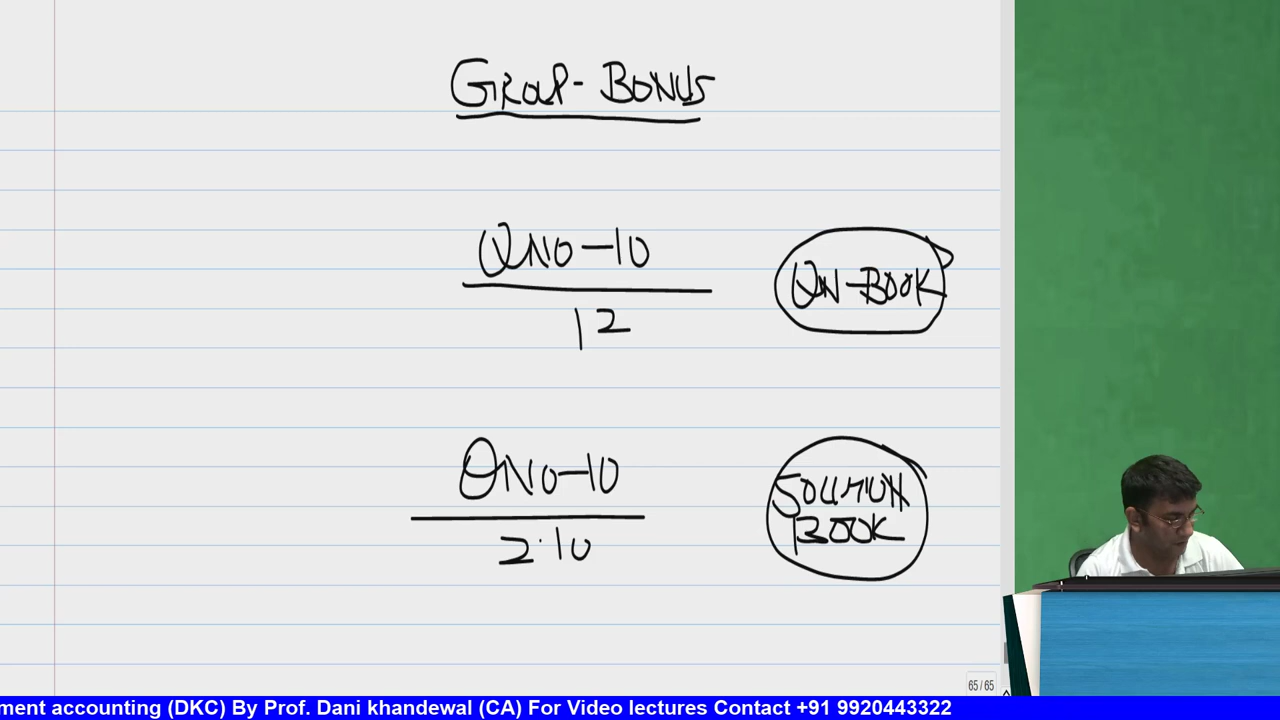 GROUP-BONUS
QNO-10
12
QN-BOOK
QNO-10
2.10
SOLUTION
BOOK
65/65
ment accounting (DKC) By Prof. Dani khandewal (CA) For Video lectures Contact +91 9920443322